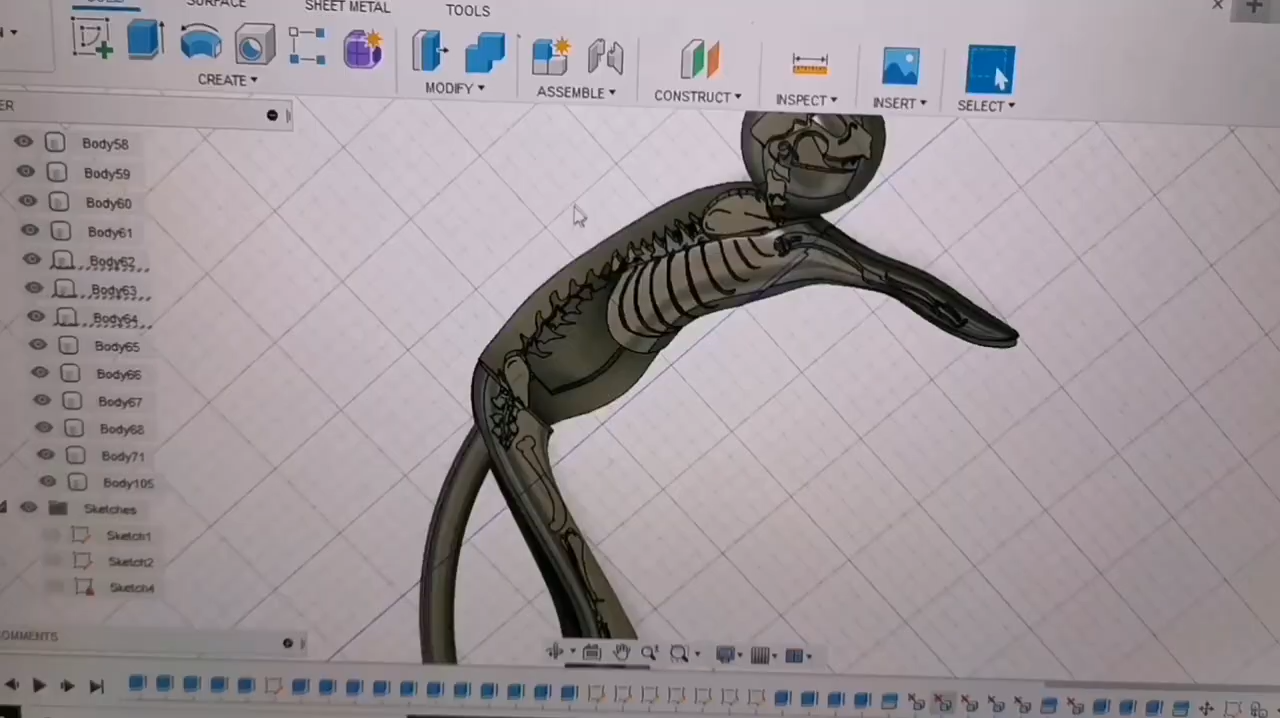 SURFACE
SHEET METAL
TOOLS
CREATE
MODIFY
ASSEMBLE
CONSTRUCT
INSPECT
INSERT
SELECT
ER
Body58
Body59
Body60
Body61
Body62
Body63
Body64
Body65
Body66
Body67
Body68
Body71
Body105
Sketches
Sketch1
Sketch2
Sketch4
OMMENTS